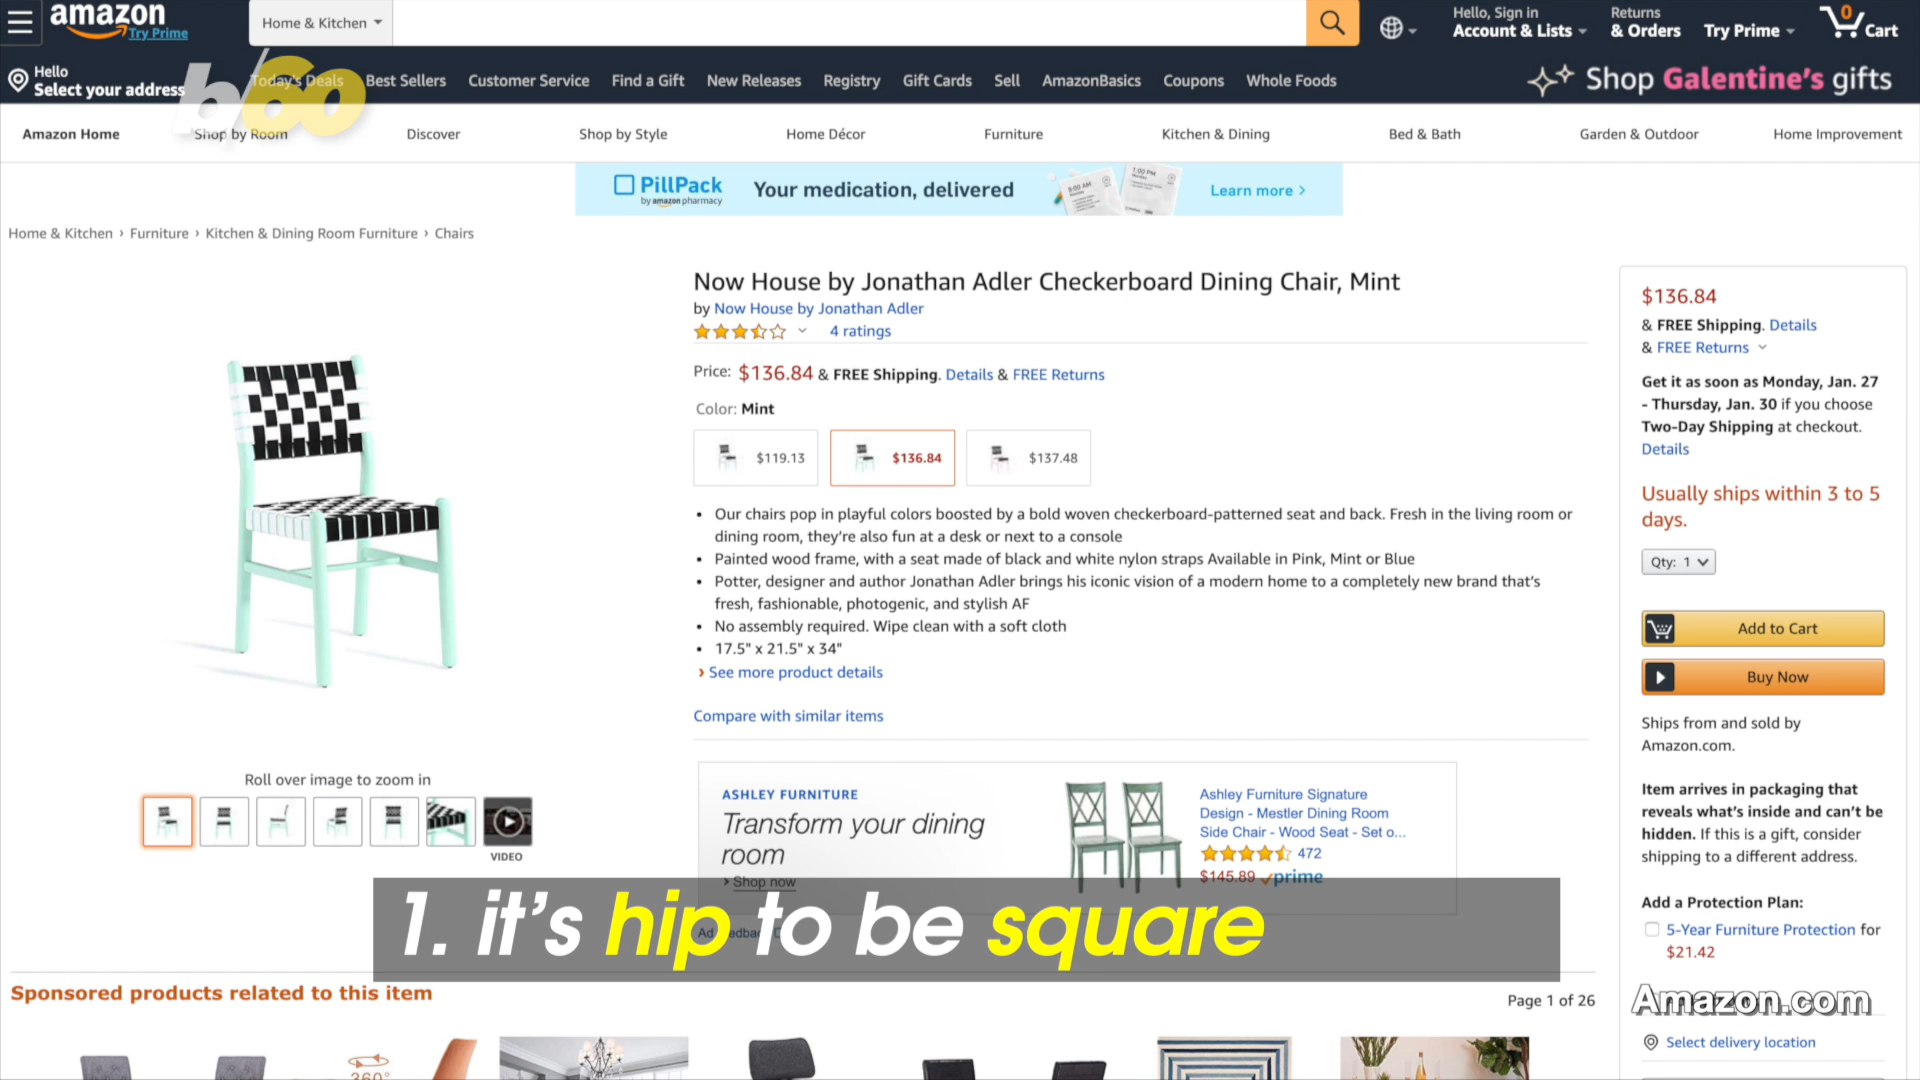 amazon
Try Prime
Home & Kitchen
Hello, Sign in
Account & Lists
Returns
& Orders
Try Prime
0
Cart
Hello
Select your address
b/60
Today's Deals
Best Sellers
Customer Service
Find a Gift
New Releases
Registry
Gift Cards
Sell
AmazonBasics
Coupons
Whole Foods
Shop Galentine's gifts
Amazon Home
Shop by Room
Discover
Shop by Style
Home Décor
Furniture
Kitchen & Dining
Bed & Bath
Garden & Outdoor
Home Improvement
PillPack
by amazon pharmacy
Your medication, delivered
8:00 AM
1:00 PM
Learn more >
Home & Kitchen › Furniture › Kitchen & Dining Room Furniture › Chairs
Now House by Jonathan Adler Checkerboard Dining Chair, Mint
by Now House by Jonathan Adler
4 ratings
Price: $136.84 & FREE Shipping. Details & FREE Returns
Color: Mint
$119.13
$136.84
$137.48
• Our chairs pop in playful colors boosted by a bold woven checkerboard-patterned seat and back. Fresh in the living room or
dining room, they're also fun at a desk or next to a console
• Painted wood frame, with a seat made of black and white nylon straps Available in Pink, Mint or Blue
• Potter, designer and author Jonathan Adler brings his iconic vision of a modern home to a completely new brand that's
fresh, fashionable, photogenic, and stylish AF
• No assembly required. Wipe clean with a soft cloth
• 17.5" x 21.5" x 34"
› See more product details
Compare with similar items
Roll over image to zoom in
VIDEO
ASHLEY FURNITURE
Transform your dining
room
› Shop now
Ashley Furniture Signature
Design - Mestler Dining Room
Side Chair - Wood Seat - Set o...
472
$145.89 prime
Ad
1. it's hip to be square
$136.84
& FREE Shipping. Details
& FREE Returns
Get it as soon as Monday, Jan. 27
- Thursday, Jan. 30 if you choose
Two-Day Shipping at checkout.
Details
Usually ships within 3 to 5
days.
Qty: 1
Add to Cart
Buy Now
Ships from and sold by
Amazon.com.
Item arrives in packaging that
reveals what's inside and can't be
hidden. If this is a gift, consider
shipping to a different address.
Add a Protection Plan:
5-Year Furniture Protection for
$21.42
Amazon.com
Select delivery location
Sponsored products related to this item
Page 1 of 26
360°